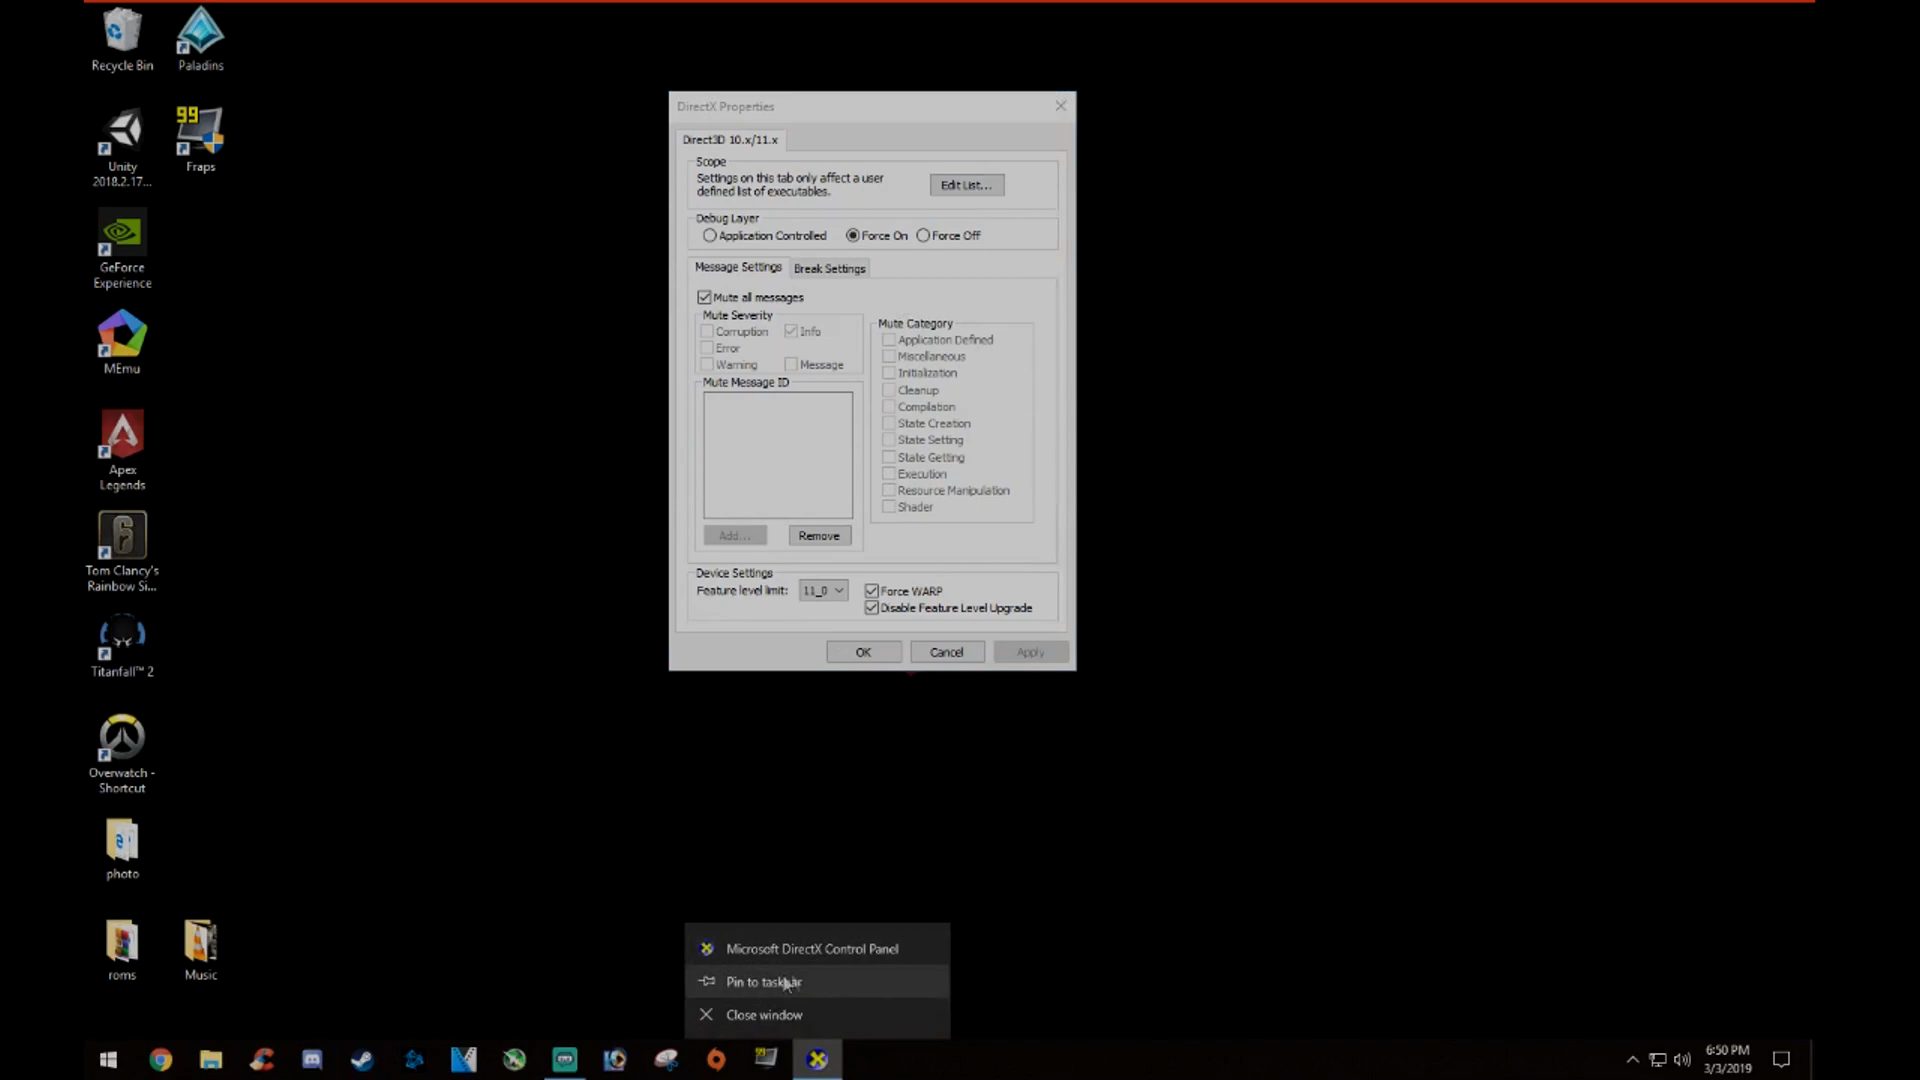 Recycle Bin
Paladins
Unity
2018.2.17...
99
Fraps
GeForce
Experience
MEmu
Apex
Legends
6
Tom Clancy's
Rainbow Si...
Titanfall™ 2
Overwatch -
Shortcut
photo
roms
Music
DirectX Properties
Direct3D 10.x/11.x
Scope
Settings on this tab only affect a user
defined list of executables.
Edit List...
Debug Layer
Application Controlled
Force On
Force Off
Message Settings
Break Settings
Mute all messages
Mute Severity
Corruption
Info
Error
Warning
Message
Mute Category
Application Defined
Miscellaneous
Initialization
Cleanup
Compilation
State Creation
State Setting
State Getting
Execution
Resource Manipulation
Shader
Mute Message ID
Add...
Remove
Device Settings
Feature level limit:
11_0
Force WARP
Disable Feature Level Upgrade
OK
Cancel
Apply
Microsoft DirectX Control Panel
Pin to taskbar
Close window
99
6:50 PM
3/3/2019